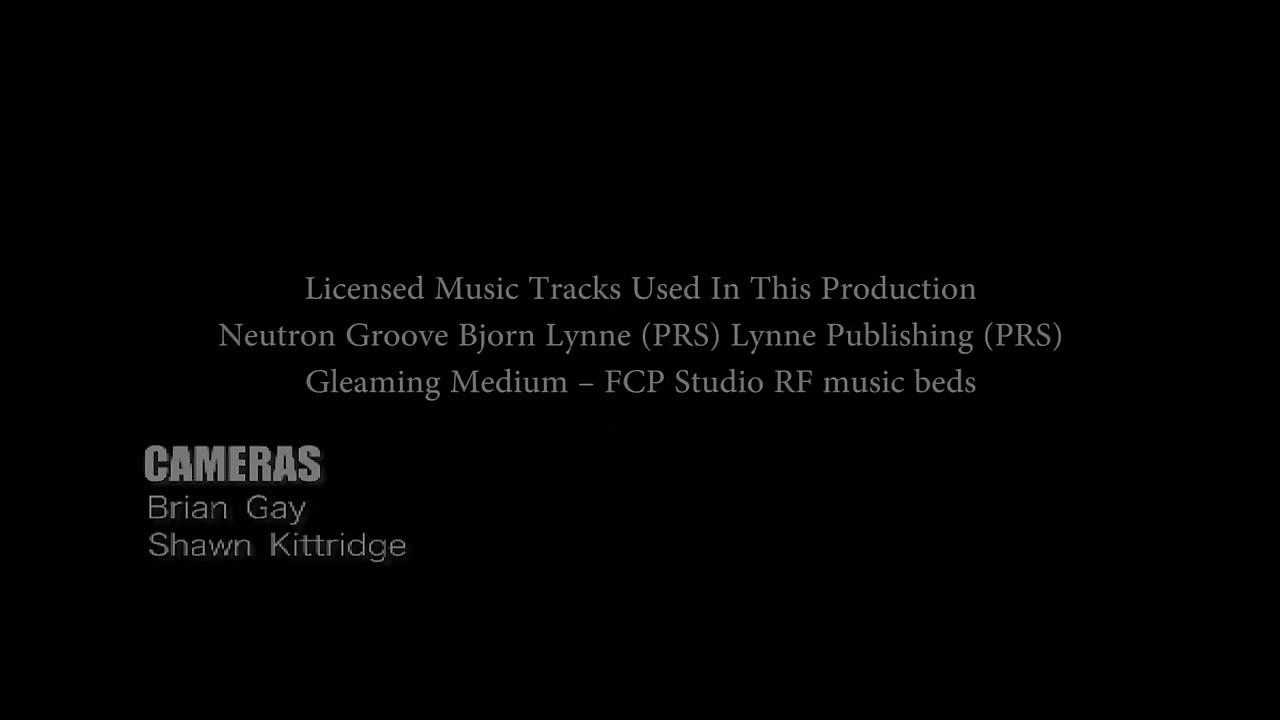 Licensed Music Tracks Used In This Production
Neutron Groove Bjorn Lynne (PRS) Lynne Publishing (PRS)
Gleaming Medium – FCP Studio RF music beds
CAMERAS
Brian Gay
Shawn Kittridge